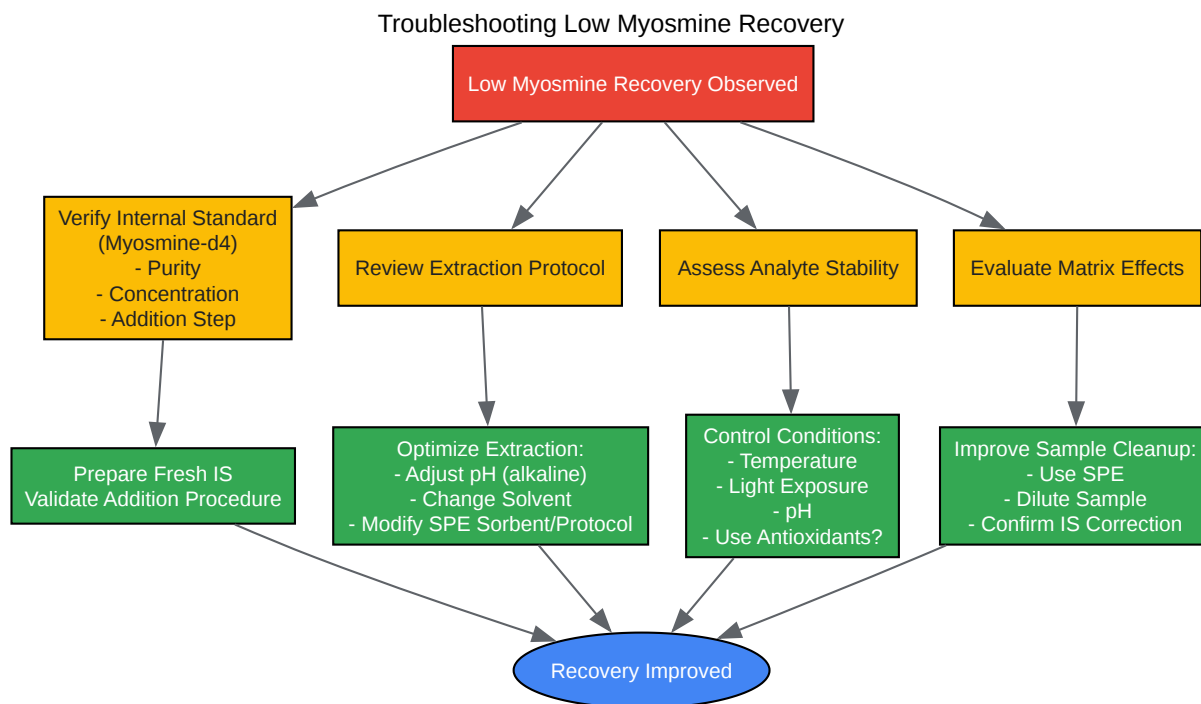 Troubleshooting Low Myosmine Recovery
Low Myosmine Recovery Observed
Verify Internal Standard
(Myosmine-d4)
- Purity
- Concentration
- Addition Step
Review Extraction Protocol
Assess Analyte Stability
Evaluate Matrix Effects
Prepare Fresh IS
Validate Addition Procedure
Optimize Extraction:
- Adjust pH (alkaline)
- Change Solvent
- Modify SPE Sorbent/Protocol
Control Conditions:
- Temperature
- Light Exposure
- pH
- Use Antioxidants?
Improve Sample Cleanup:
- Use SPE
- Dilute Sample
- Confirm IS Correction
Recovery Improved